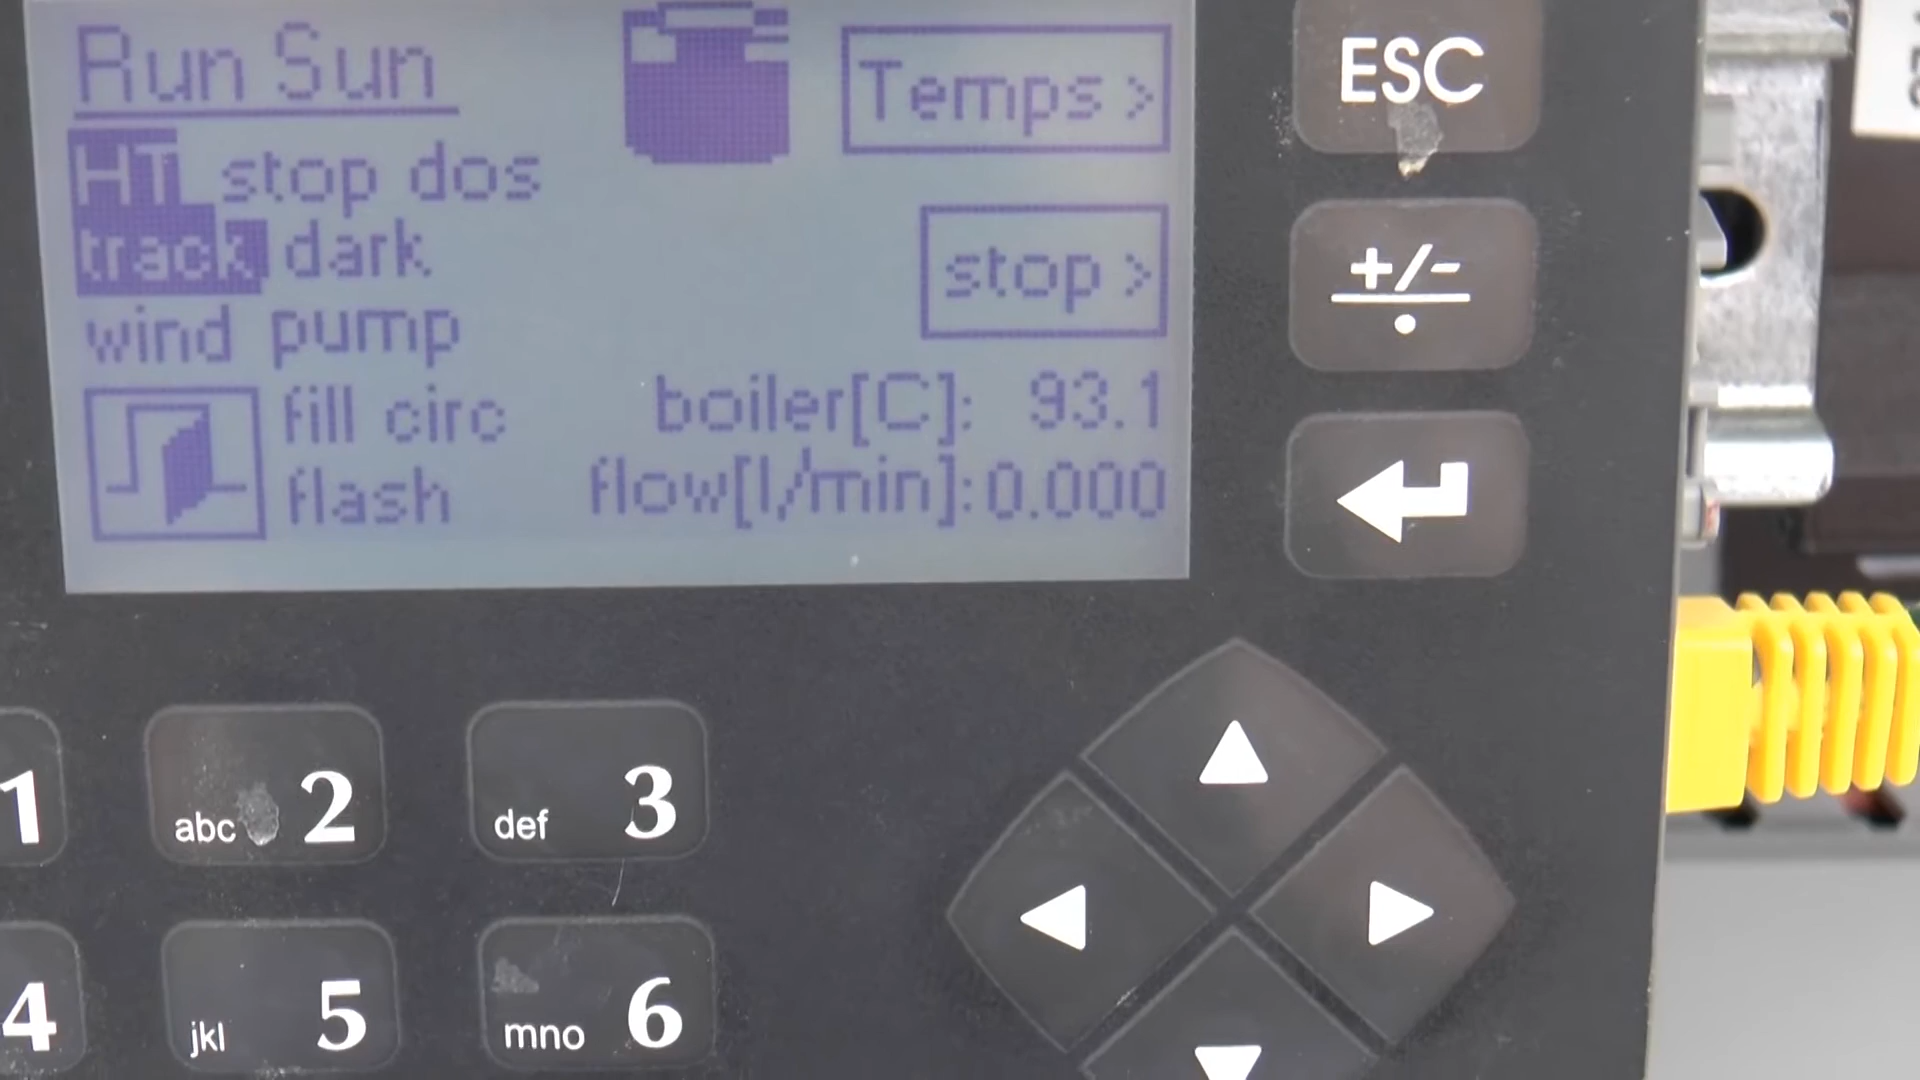 Run Sun
Temps >
HT stop dos
track dark
stop >
wind pump
fill circ
boiler[C]: 93.1
flash
flow[l/min]:0.000
ESC
+/-
1
abc 2
def 3
4
jkl 5
mno 6